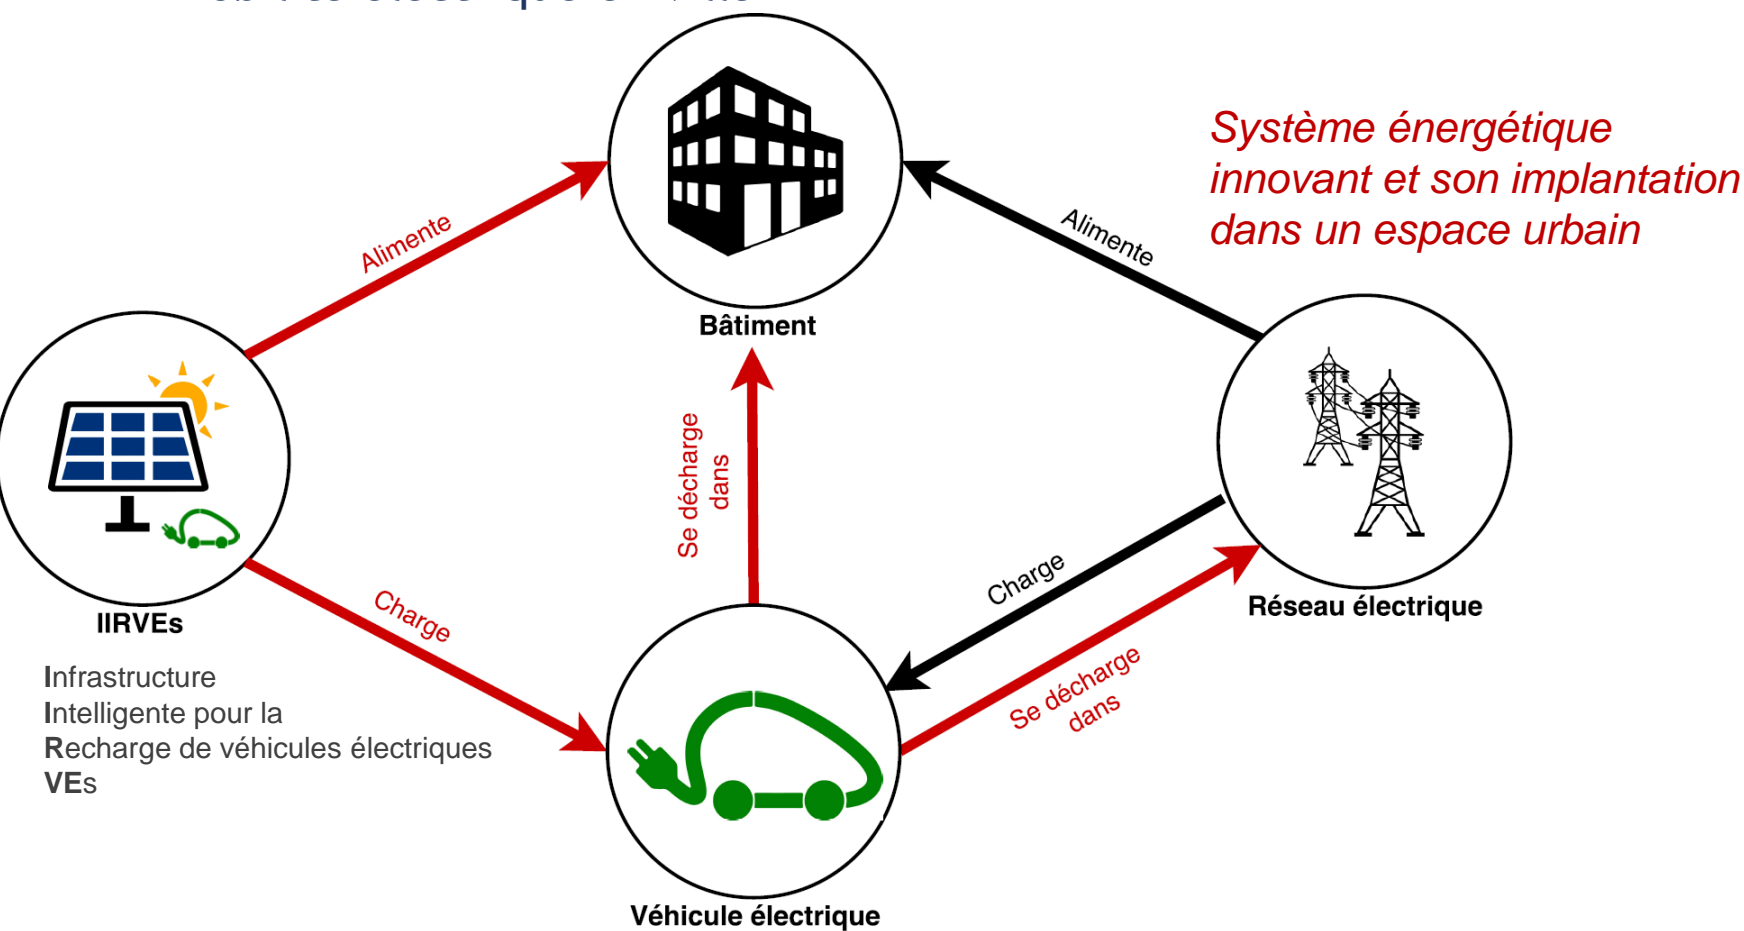 Système énergétique
innovant et son implantation
dans un espace urbain
Alimente
Alimente
Bâtiment
Se décharge
dans
Charge
Charge
Se décharge
dans
IIRVEs
Réseau électrique
Infrastructure
Intelligente pour la
Recharge de véhicules électriques
VEs
Véhicule électrique